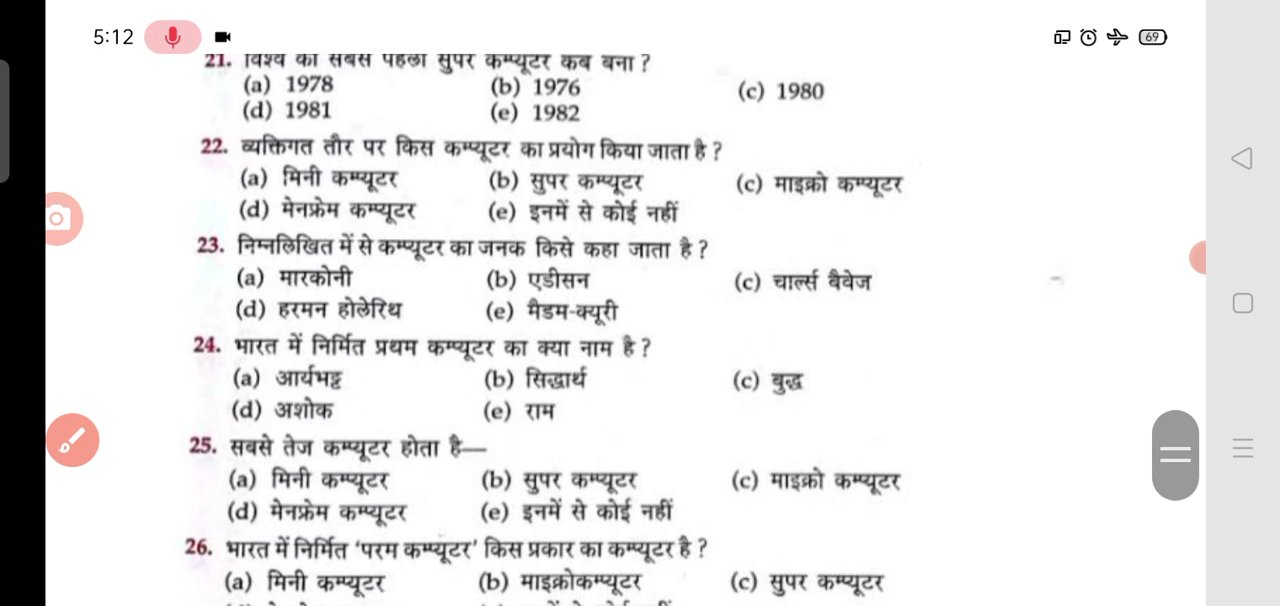 5:12
69
21. विश्व का सबसे पहला सुपर कम्प्यूटर कब बना ?
(a) 1978 (b) 1976 (c) 1980
(d) 1981 (e) 1982
22. व्यक्तिगत तौर पर किस कम्प्यूटर का प्रयोग किया जाता है ?
(a) मिनी कम्प्यूटर (b) सुपर कम्प्यूटर (c) माइक्रो कम्प्यूटर
(d) मेनफ्रेम कम्प्यूटर (e) इनमें से कोई नहीं
23. निम्नलिखित में से कम्प्यूटर का जनक किसे कहा जाता है ?
(a) मारकोनी (b) एडीसन (c) चार्ल्स बैवेज
(d) हरमन होलेरिथ (e) मैडम-क्यूरी
24. भारत में निर्मित प्रथम कम्प्यूटर का क्या नाम है ?
(a) आर्यभट्ट (b) सिद्धार्थ (c) बुद्ध
(d) अशोक (e) राम
25. सबसे तेज कम्प्यूटर होता है—
(a) मिनी कम्प्यूटर (b) सुपर कम्प्यूटर (c) माइक्रो कम्प्यूटर
(d) मेनफ्रेम कम्प्यूटर (e) इनमें से कोई नहीं
26. भारत में निर्मित ‘परम कम्प्यूटर’ किस प्रकार का कम्प्यूटर है ?
(a) मिनी कम्प्यूटर (b) माइक्रोकम्प्यूटर (c) सुपर कम्प्यूटर